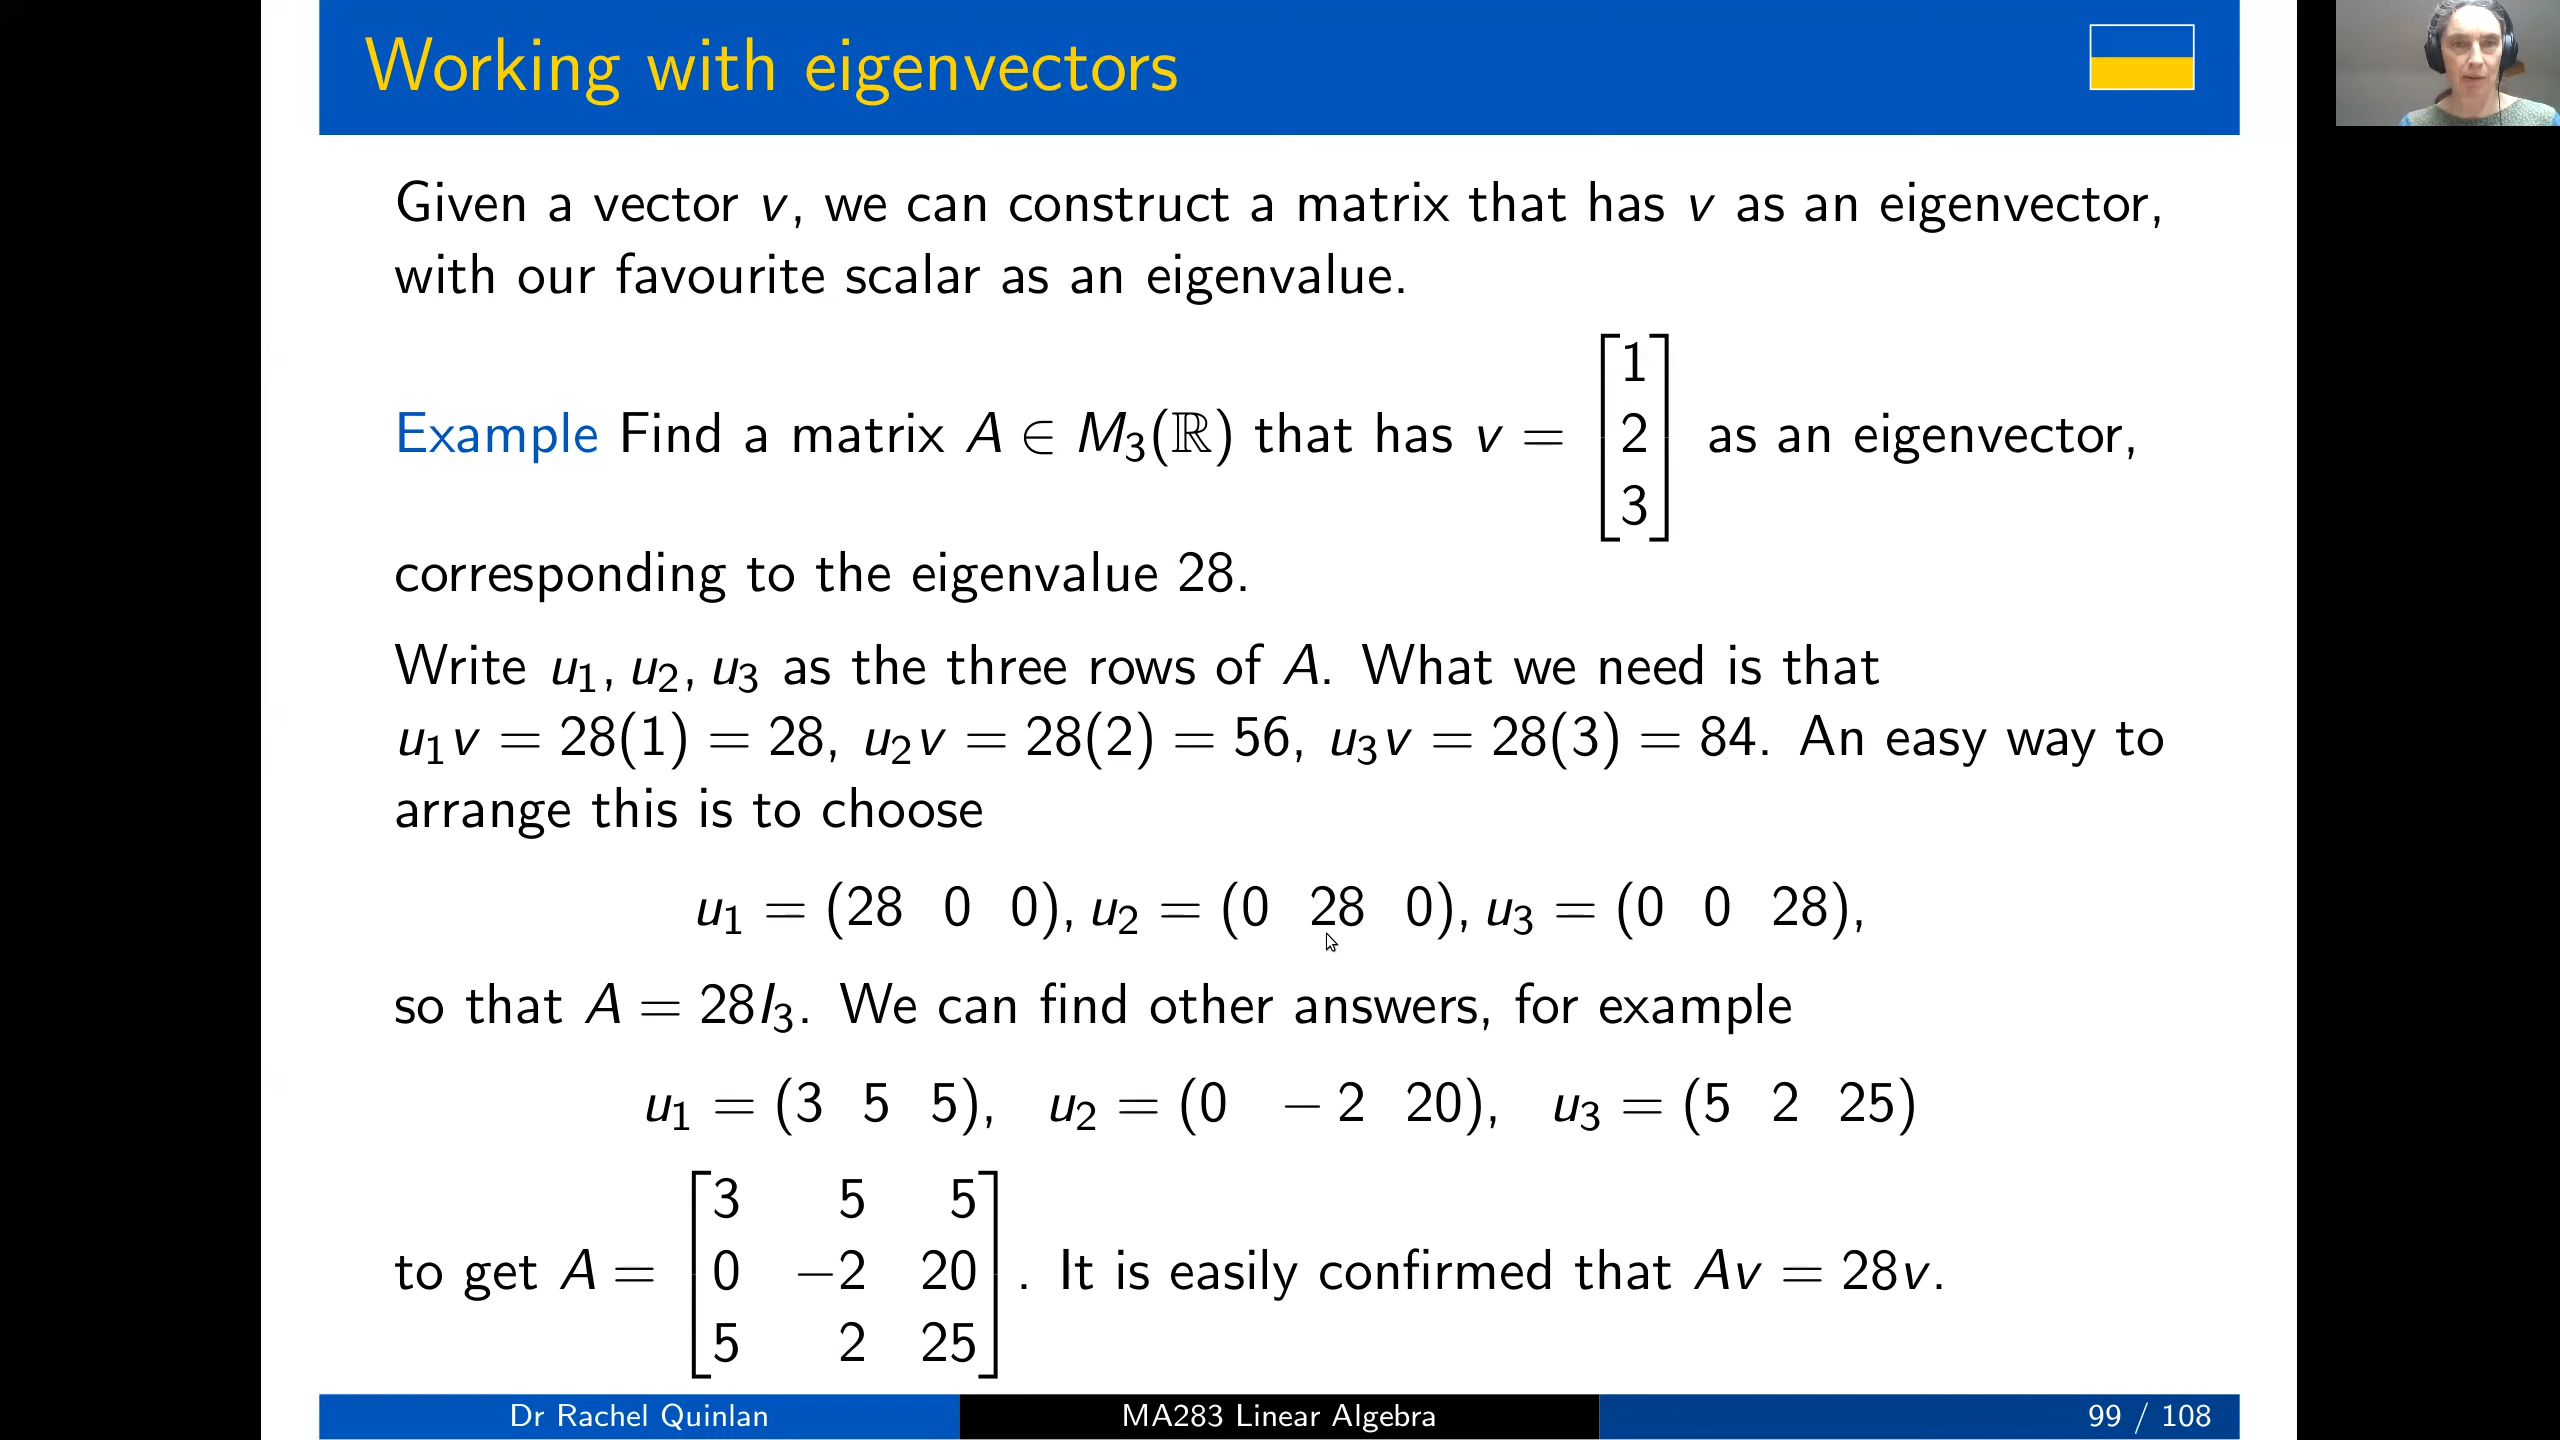 Working with eigenvectors
Given a vector v, we can construct a matrix that has v as an eigenvector,
with our favourite scalar as an eigenvalue.
Example Find a matrix A ∈ M₃(ℝ) that has v = [1 2 3] as an eigenvector,
corresponding to the eigenvalue 28.
Write u₁, u₂, u₃ as the three rows of A. What we need is that
u₁v = 28(1) = 28, u₂v = 28(2) = 56, u₃v = 28(3) = 84. An easy way to
arrange this is to choose
u₁ = (28 0 0), u₂ = (0 28 0), u₃ = (0 0 28),
so that A = 28I₃. We can find other answers, for example
u₁ = (3 5 5), u₂ = (0 −2 20), u₃ = (5 2 25)
to get A = [3 5 5; 0 −2 20; 5 2 25]. It is easily confirmed that Av = 28v.
Dr Rachel Quinlan MA283 Linear Algebra 99 / 108